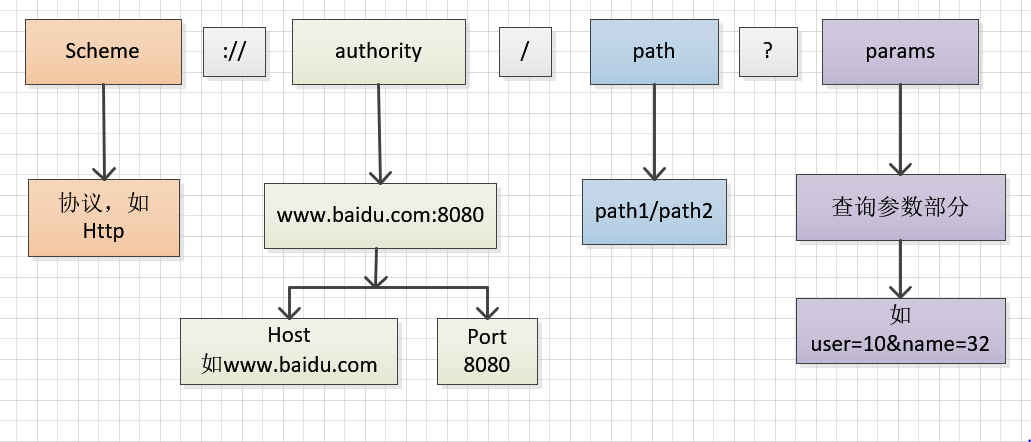 Scheme
://
authority
/
path
?
params
协议，如
Http
www.baidu.com:8080
path1/path2
查询参数部分
Host
如www.baidu.com
Port
8080
如
user=10&name=32